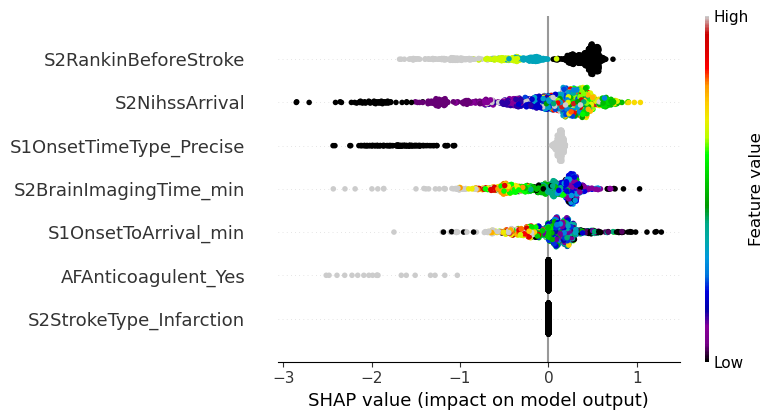 High
S2RankinBeforeStroke
S2NihssArrival
S1OnsetTimeType_Precise
S2BrainImagingTime_min
S1OnsetToArrival_min
AFAnticoagulent_Yes
S2StrokeType_Infarction
Feature value
Low
−3 −2 −1 0 1
SHAP value (impact on model output)